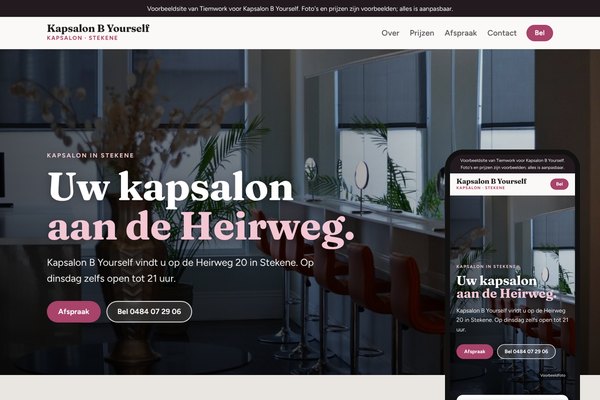 Voorbeeldsite van Tiemwork voor Kapsalon B Yourself. Foto's en prijzen zijn voorbeelden; alles is aanpasbaar.
Kapsalon B Yourself
KAPSALON · STEKENE
Over Prijzen Afspraak Contact Bel
KAPSALON IN STEKENE
Uw kapsalon
aan de Heirweg.
Kapsalon B Yourself vindt u op de Heirweg 20 in Stekene. Op
dinsdag zelfs open tot 21 uur.
Afspraak Bel 0484 07 29 06
Voorbeeldsite van Tiemwork voor Kapsalon B Yourself.
Foto's en prijzen zijn voorbeelden; alles is aanpasbaar.
Kapsalon B Yourself
KAPSALON · STEKENE
Bel
KAPSALON IN STEKENE
Uw kapsalon
aan de Heirweg.
Kapsalon B Yourself vindt u op de Heirweg
20 in Stekene. Op dinsdag zelfs open tot 21
uur.
Afspraak Bel 0484 07 29 06
Voorbeeldfoto